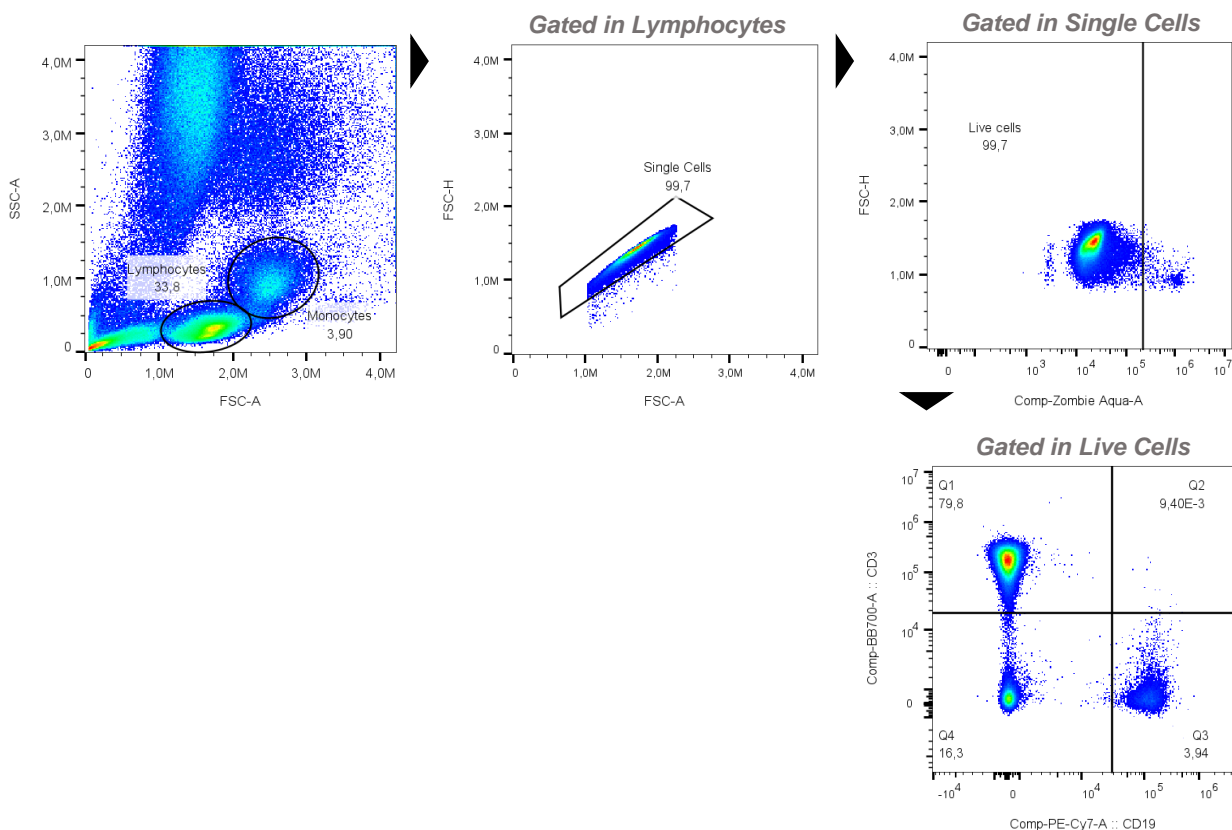 Gated in Lymphocytes
Gated in Single Cells
4,0M
3,0M
2,0M
1,0M
0
SSC-A
Lymphocytes
33,8
Monocytes
3,90
0
1,0M
2,0M
3,0M
4,0M
FSC-A
4,0M
3,0M
2,0M
1,0M
0
FSC-H
Single Cells
99,7
0
1,0M
2,0M
3,0M
4,0M
FSC-A
4,0M
3,0M
2,0M
1,0M
0
FSC-H
Live cells
99,7
0
10^3
10^4
10^5
10^6
10^7
Comp-Zombie Aqua-A
Gated in Live Cells
10^7
10^6
10^5
10^4
0
Comp-BB700-A :: CD3
Q1
79,8
Q2
9,40E-3
Q4
16,3
Q3
3,94
-10^4
0
10^4
10^5
10^6
Comp-PE-Cy7-A :: CD19